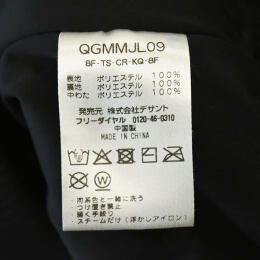 QGMMJL09
8F-TS-CR-KQ-8F
表地 ポリエステル 100%
裏地 ポリエステル 100%
中わた ポリエステル 100%
発売元 株式会社デサント
フリーダイヤル 0120-46-0310
中国製
MADE IN CHINA
・同系色と一緒に洗う
・つけ置き禁止
・弱く手絞り
・スチームだけ(浮かしアイロン)